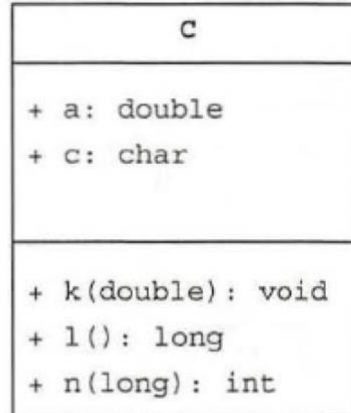 C
+ a: double
+ c: char
+ k(double): void
+ l(): long
+ n(long): int